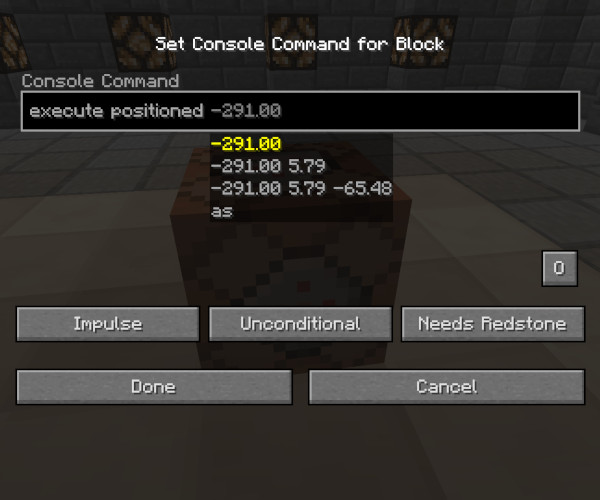 Set Console Command for Block
Console Command
execute positioned -291.00
-291.00
-291.00 5.79
-291.00 5.79 -65.48
as
O
Impulse Unconditional Needs Redstone
Done Cancel